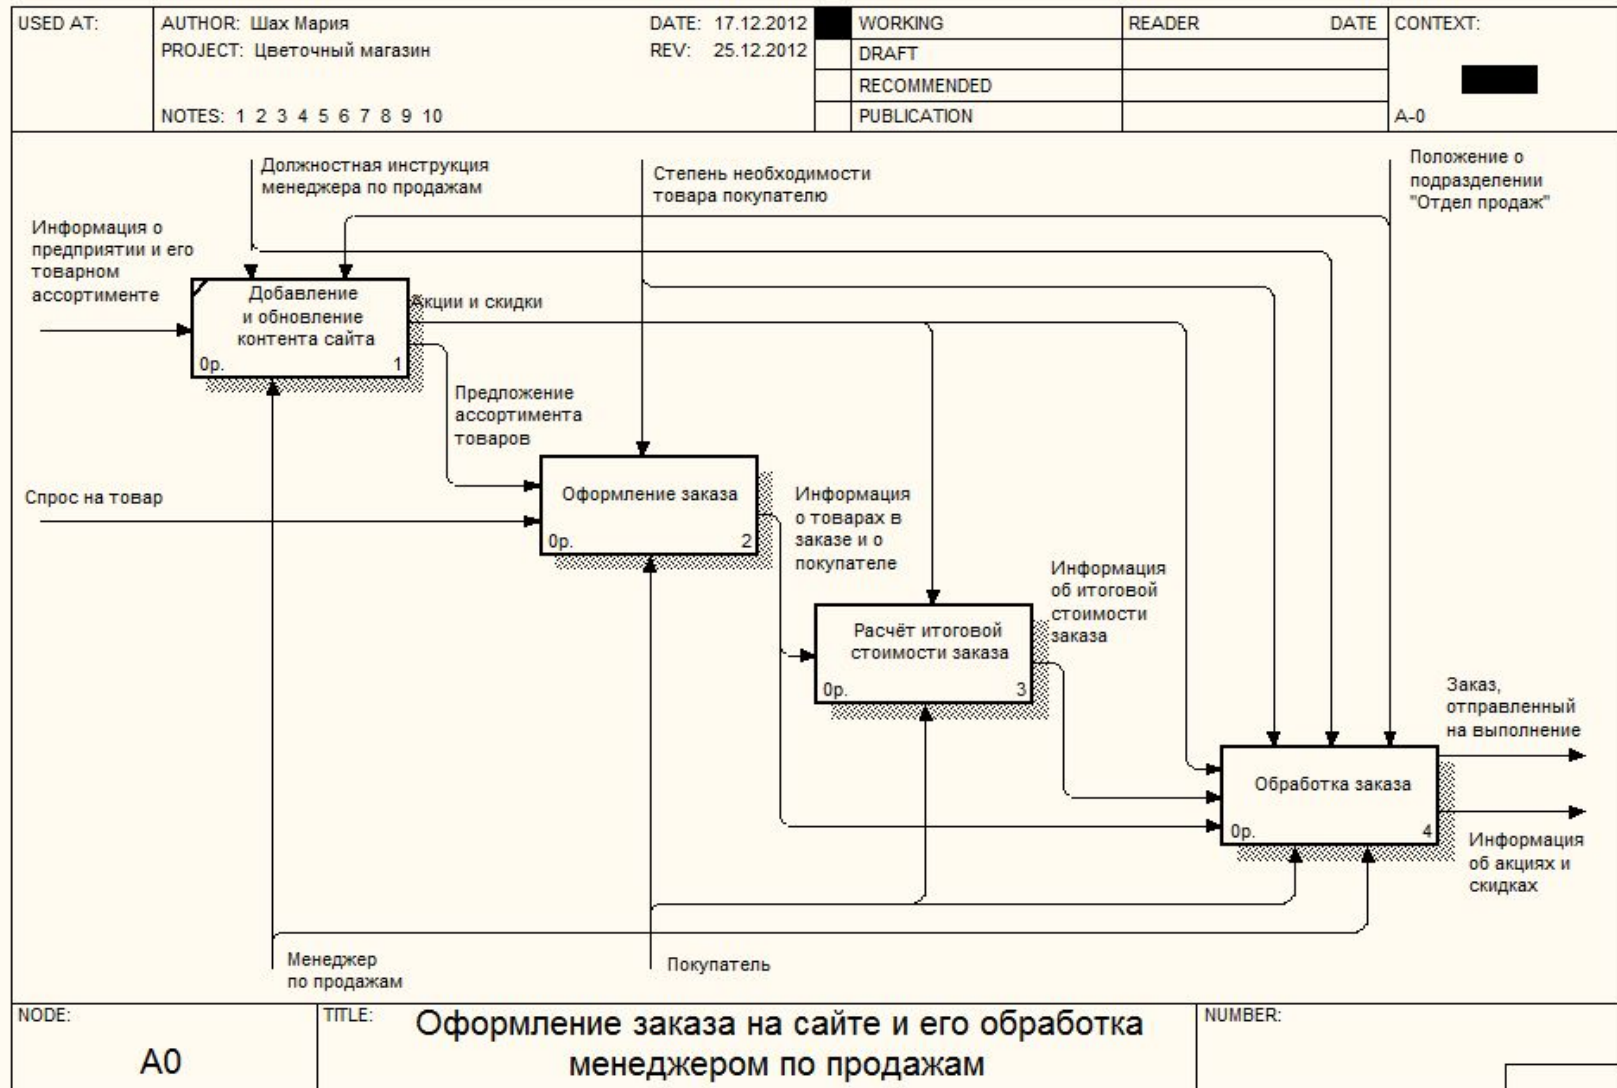 USED AT:
AUTHOR: Шах Мария
DATE: 17.12.2012
PROJECT: Цветочный магазин
REV: 25.12.2012
NOTES: 1 2 3 4 5 6 7 8 9 10
WORKING
DRAFT
RECOMMENDED
PUBLICATION
READER
DATE
CONTEXT:
A-0
Должностная инструкция
менеджера по продажам
Степень необходимости
товара покупателю
Положение о
подразделении
"Отдел продаж"
Информация о
предприятии и его
товарном
ассортименте
Добавление
и обновление
контента сайта
0р.
1
Акции и скидки
Предложение
ассортимента
товаров
Спрос на товар
Оформление заказа
0р.
2
Информация
о товарах в
заказе и о
покупателе
Расчёт итоговой
стоимости заказа
0р.
3
Информация
об итоговой
стоимости
заказа
Заказ,
отправленный
на выполнение
Обработка заказа
0р.
4
Информация
об акциях и
скидках
Менеджер
по продажам
Покупатель
NODE:
A0
TITLE:
Оформление заказа на сайте и его обработка
менеджером по продажам
NUMBER: